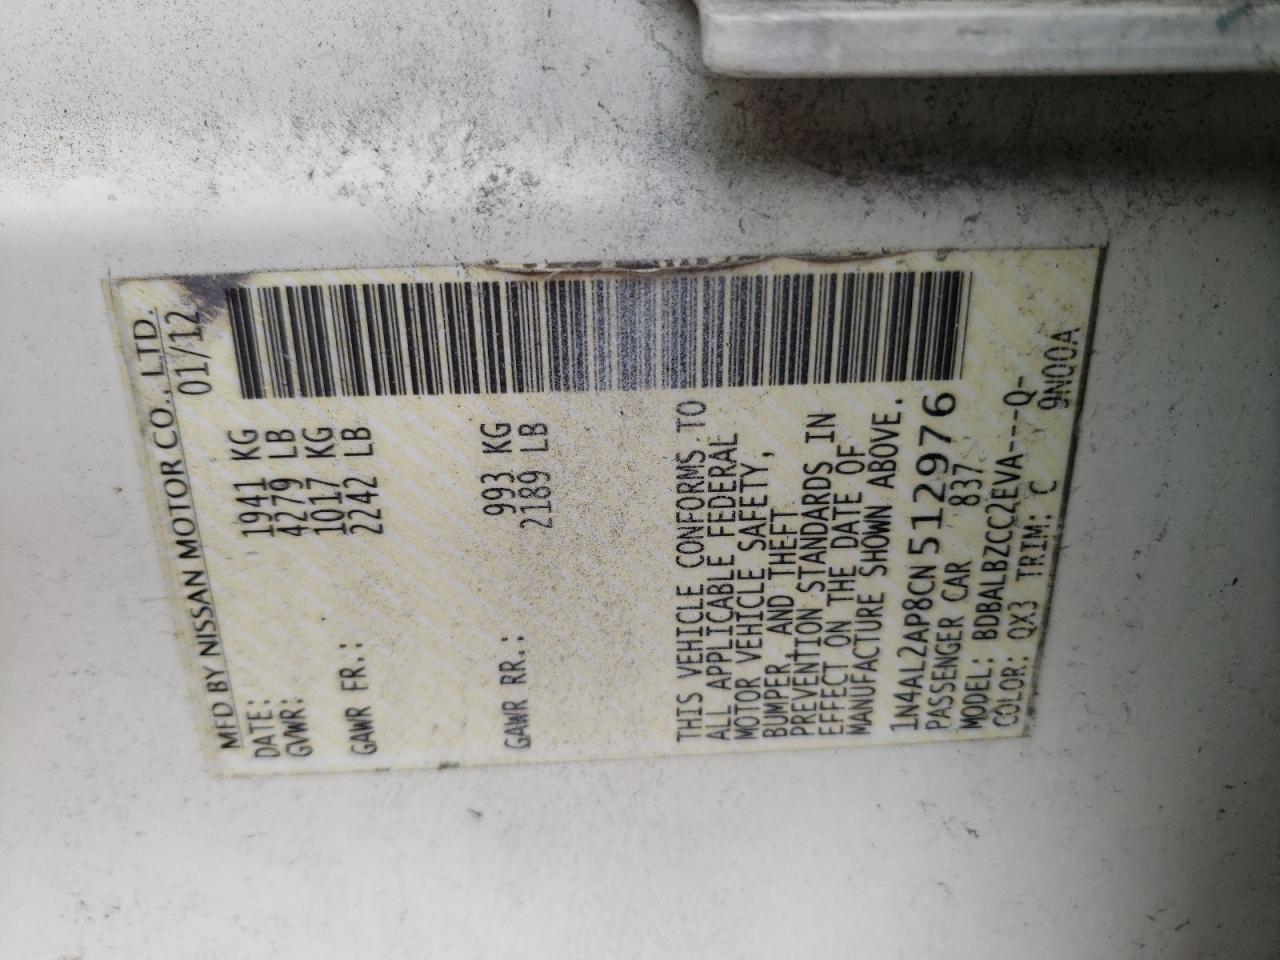 MFD BY NISSAN MOTOR CO., LTD.
DATE: 01/12
GVWR: 1941 KG
4279 LB
GAWR FR.: 1017 KG
2242 LB
GAWR RR.: 993 KG
2189 LB
THIS VEHICLE CONFORMS TO
ALL APPLICABLE FEDERAL
MOTOR VEHICLE SAFETY,
BUMPER, AND THEFT
PREVENTION STANDARDS IN
EFFECT ON THE DATE OF
MANUFACTURE SHOWN ABOVE.
1N4AL2AP8CN512976
PASSENGER CAR 837
MODEL: BDBALBZCC2EVA----Q-
COLOR: QX3 TRIM: C 9N00A